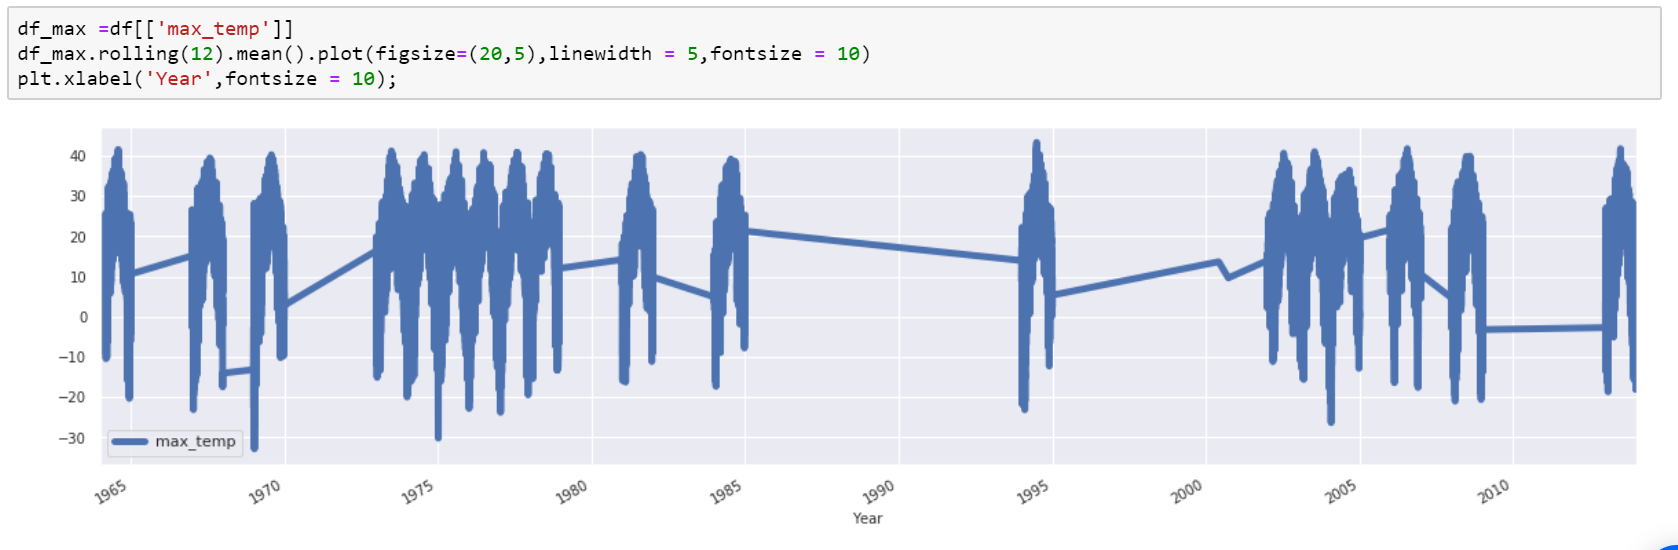 df_max =df[['max_temp']]
df_max.rolling(12).mean().plot(figsize=(20,5),linewidth = 5,fontsize = 10)
plt.xlabel('Year',fontsize = 10);
40
30
20
10
0
−10
−20
−30
max_temp
1965 1970 1975 1980 1985 1990 1995 2000 2005 2010
Year